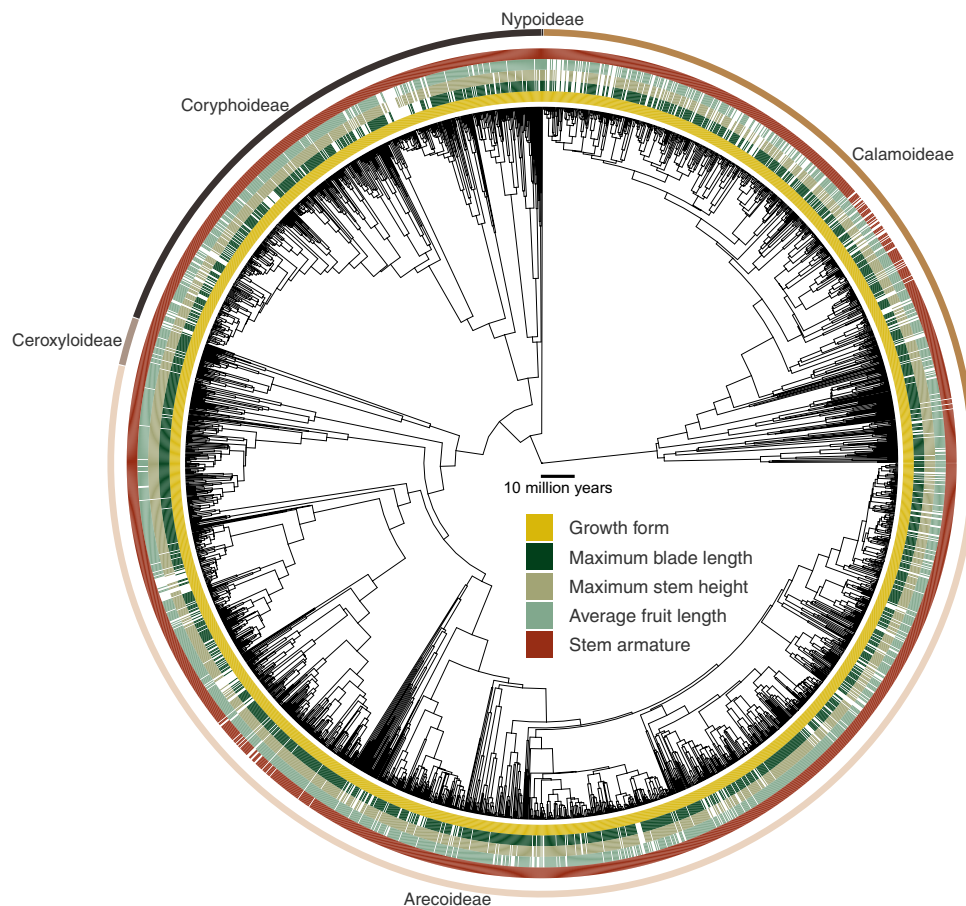 Nypoideae
Coryphoideae
Calamoideae
Ceroxyloideae
10 million years
Growth form
Maximum blade length
Maximum stem height
Average fruit length
Stem armature
Arecoideae